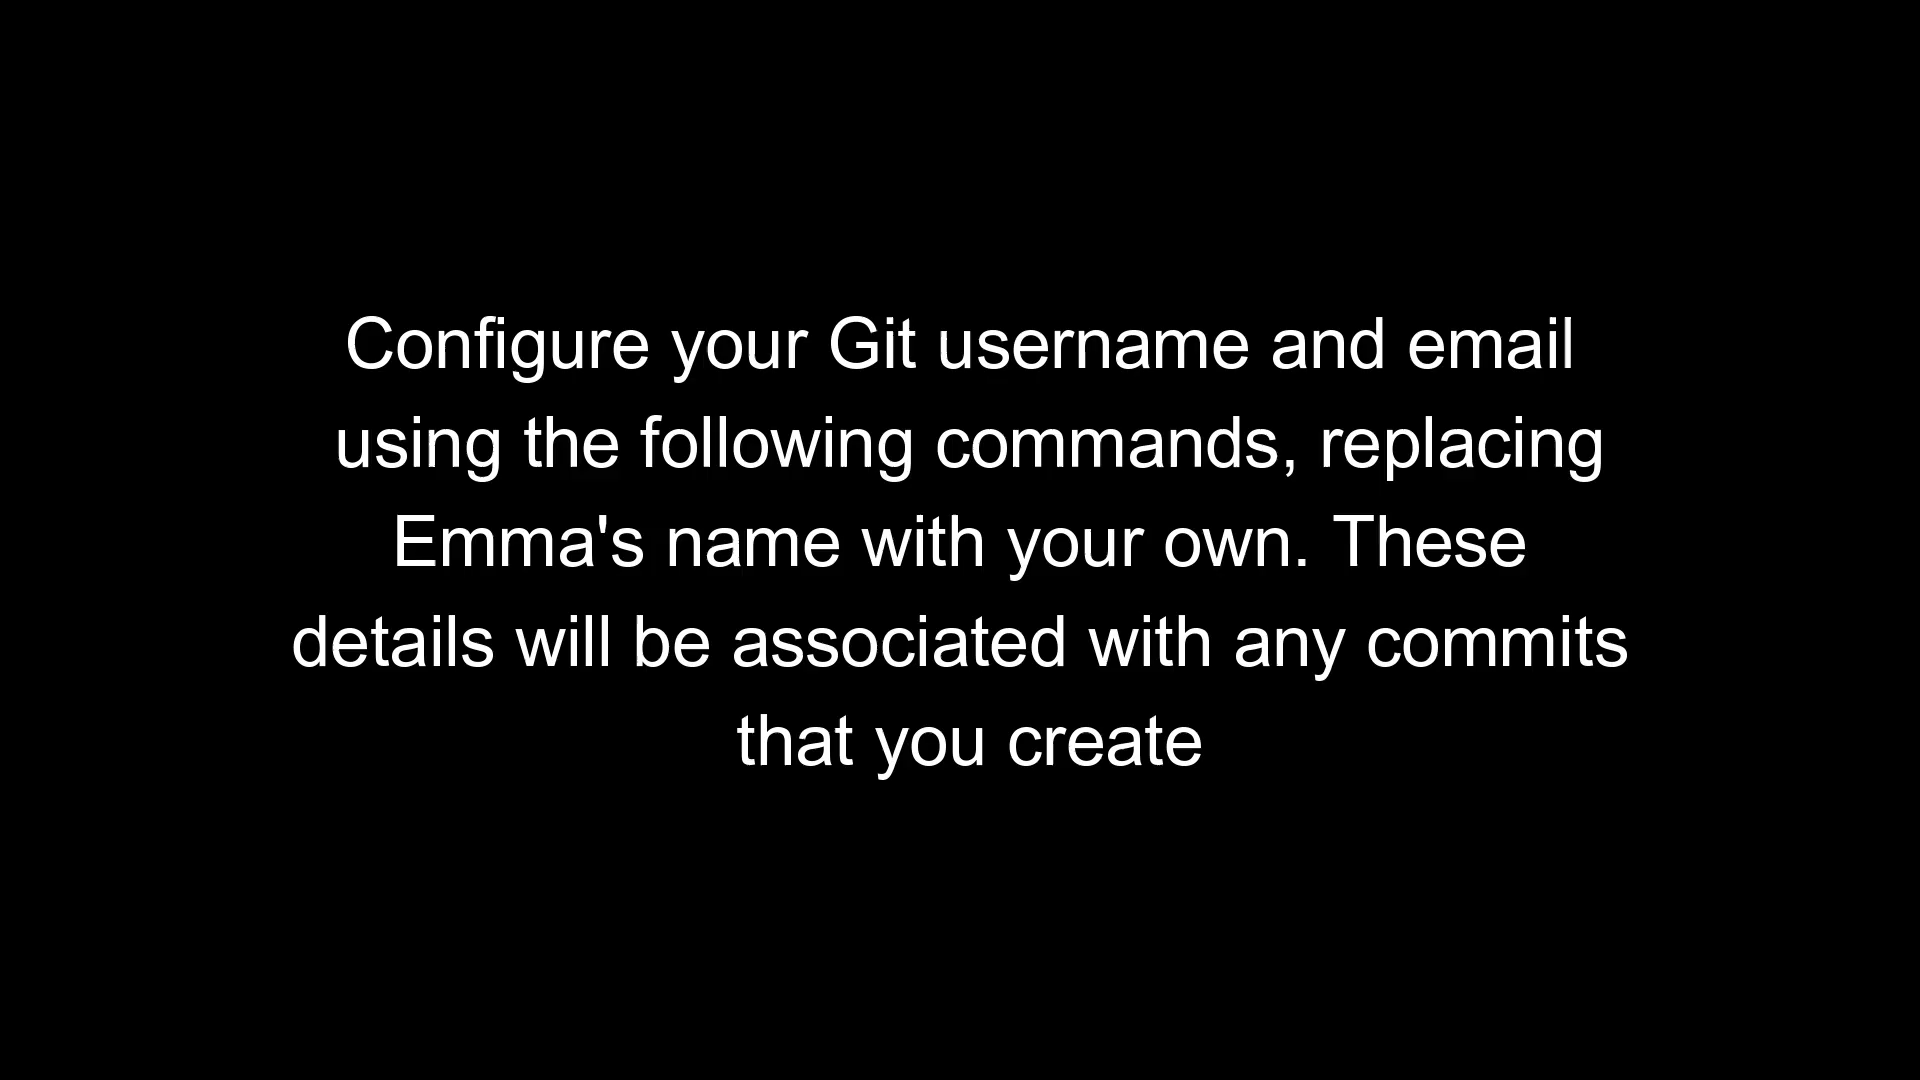 Configure your Git username and email
using the following commands, replacing
Emma's name with your own. These
details will be associated with any commits
that you create